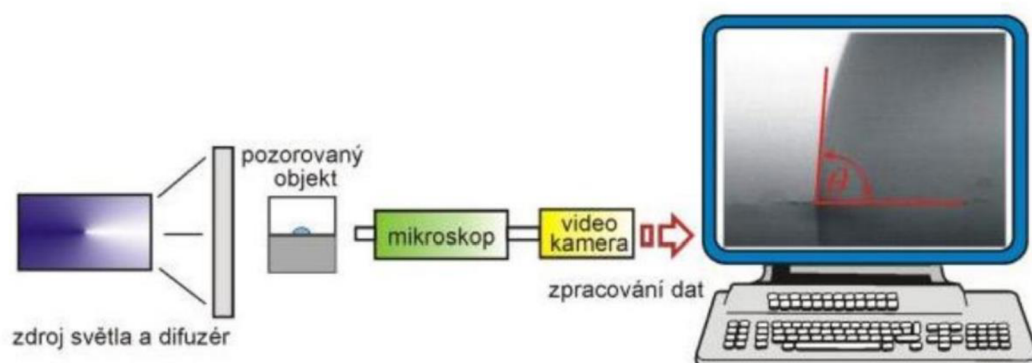 pozorovaný
objekt
mikroskop
video
kamera
θ
zpracování dat
zdroj světla a difuzér